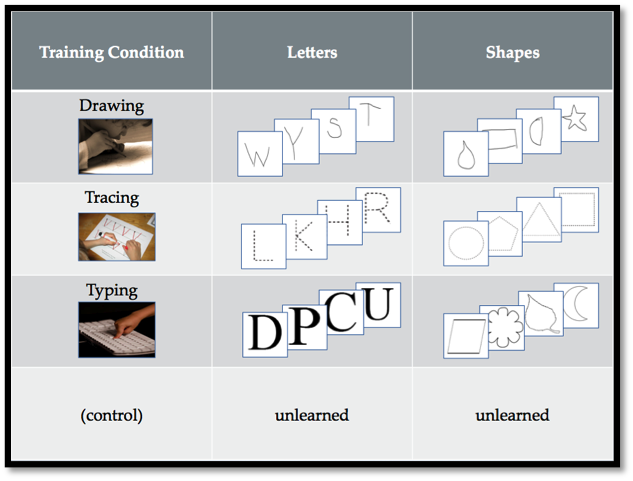 Training Condition Letters Shapes
Drawing
W Y S T
Tracing
L K H R
Typing
D P C U
(control) unlearned unlearned